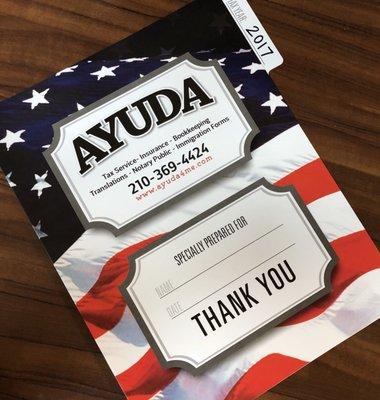 TAX YEAR: 2017
AYUDA
Tax Service- Insurance - Bookkeeping
Translations - Notary Public - Immigration Forms
210-369-4424
www.ayuda4me.com
SPECIALLY PREPARED FOR
NAME
DATE
THANK YOU